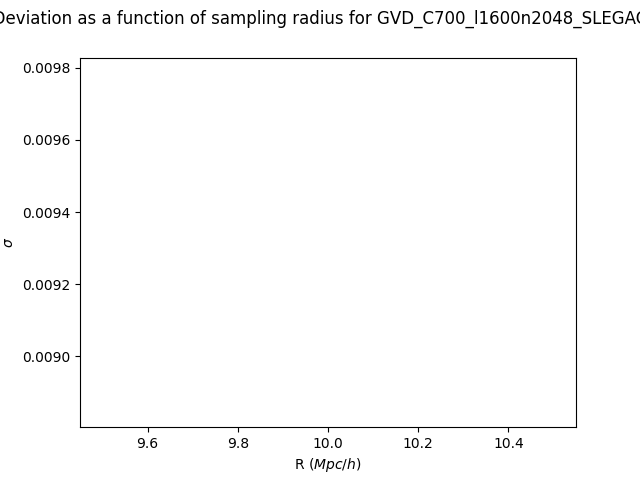 Deviation as a function of sampling radius for GVD_C700_l1600n2048_SLEGAC
0.0098
0.0096
0.0094
0.0092
0.0090
σ
9.6 9.8 10.0 10.2 10.4
R (Mpc/h)